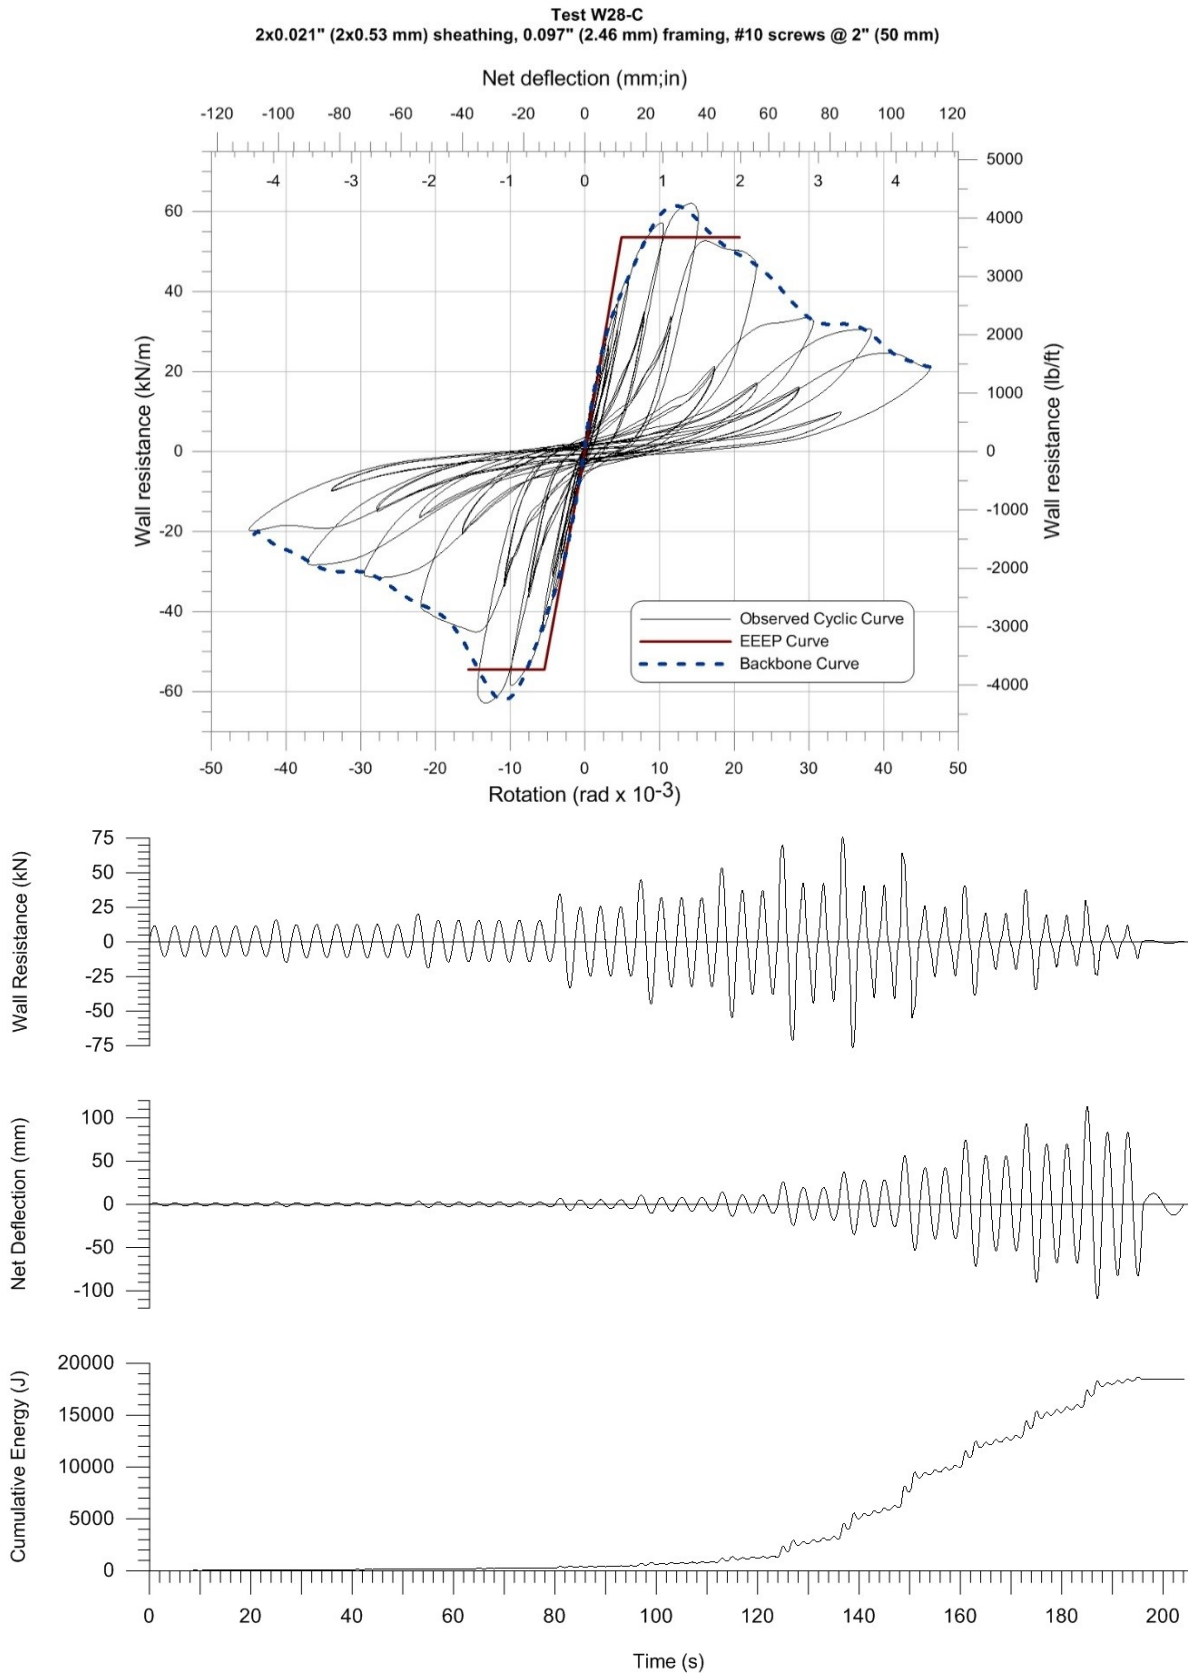 Test W28-C
2x0.021" (2x0.53 mm) sheathing, 0.097" (2.46 mm) framing, #10 screws @ 2" (50 mm)
Net deflection (mm;in)
-120 -100 -80 -60 -40 -20 0 20 40 60 80 100 120
-4 -3 -2 -1 0 1 2 3 4
Wall resistance (kN/m)
60
40
20
0
-20
-40
-60
5000
4000
3000
2000
1000
0
-1000
-2000
-3000
-4000
Wall resistance (lb/ft)
Observed Cyclic Curve
EEEP Curve
Backbone Curve
-50 -40 -30 -20 -10 0 10 20 30 40 50
Rotation (rad x 10-3)
Wall Resistance (kN)
75
50
25
0
-25
-50
-75
Net Deflection (mm)
100
50
0
-50
-100
Cumulative Energy (J)
20000
15000
10000
5000
0
0 20 40 60 80 100 120 140 160 180 200
Time (s)